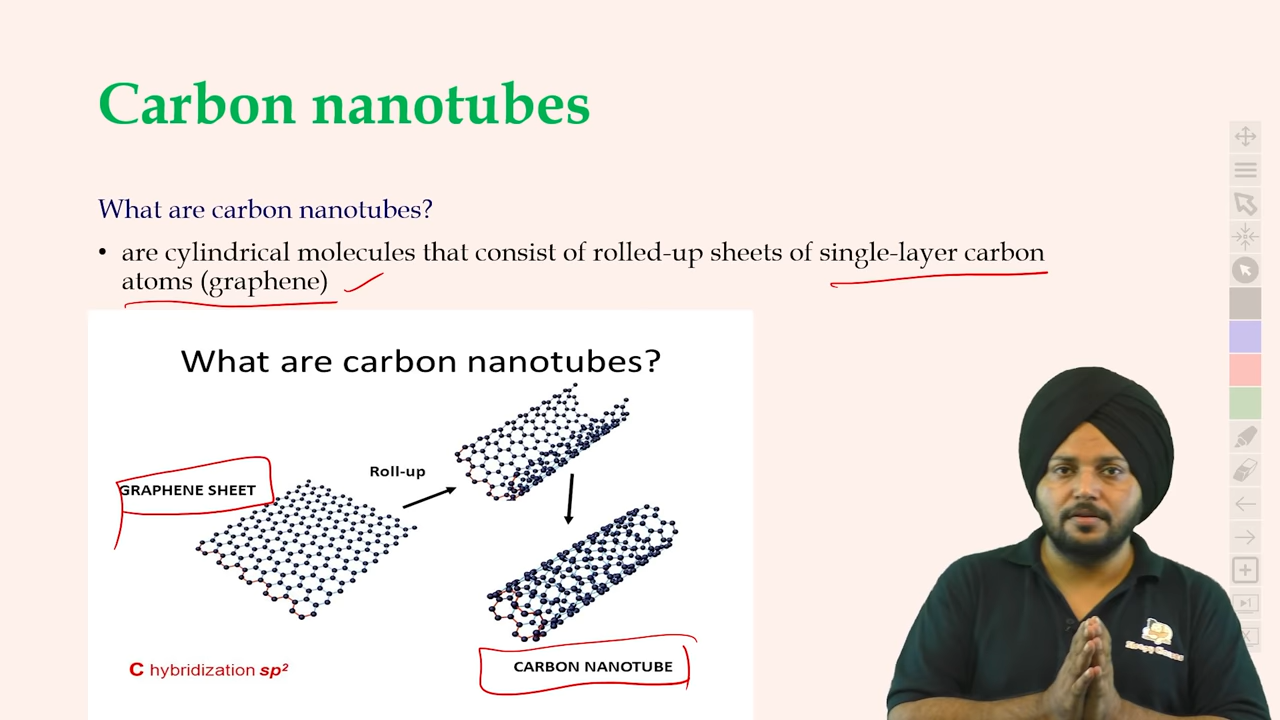 Carbon nanotubes
What are carbon nanotubes?
• are cylindrical molecules that consist of rolled-up sheets of single-layer carbon
atoms (graphene)
What are carbon nanotubes?
Roll-up
GRAPHENE SHEET
CARBON NANOTUBE
C hybridization sp²